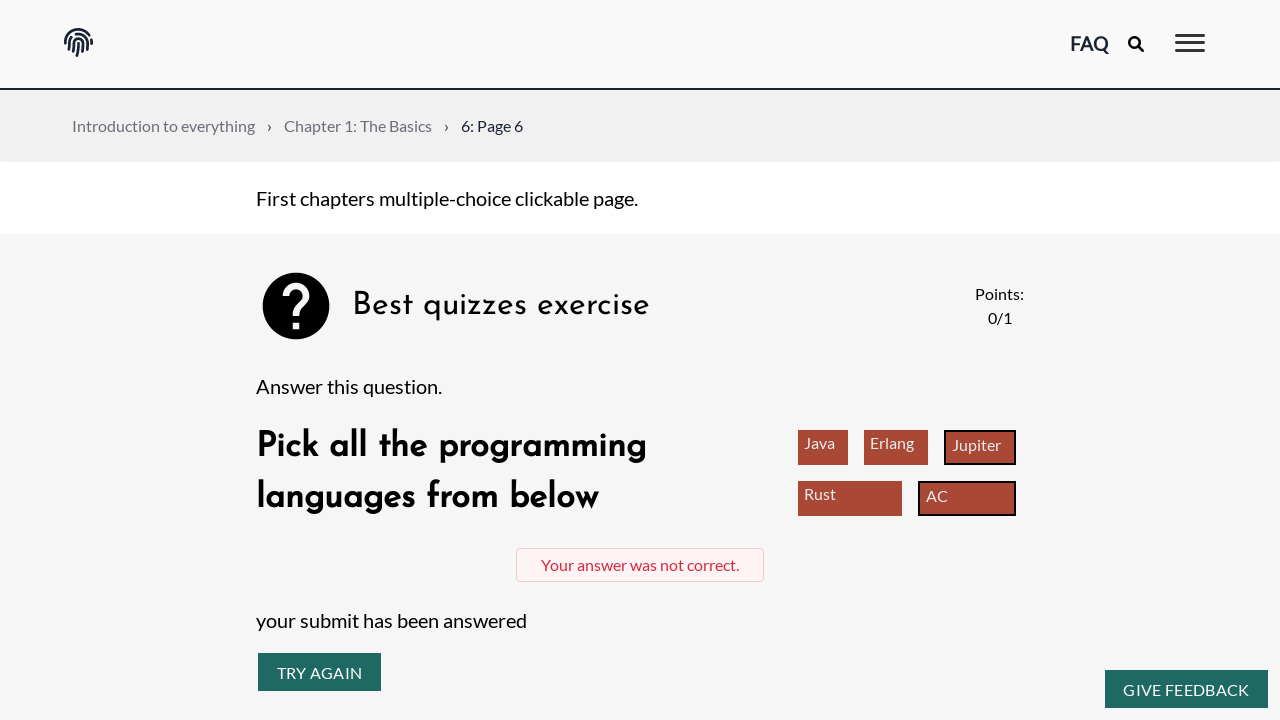 FAQ
Introduction to everything › Chapter 1: The Basics › 6: Page 6
First chapters multiple-choice clickable page.
Best quizzes exercise
Points:
0/1
Answer this question.
Pick all the programming
languages from below
Java Erlang Jupiter
Rust AC
Your answer was not correct.
your submit has been answered
TRY AGAIN
GIVE FEEDBACK